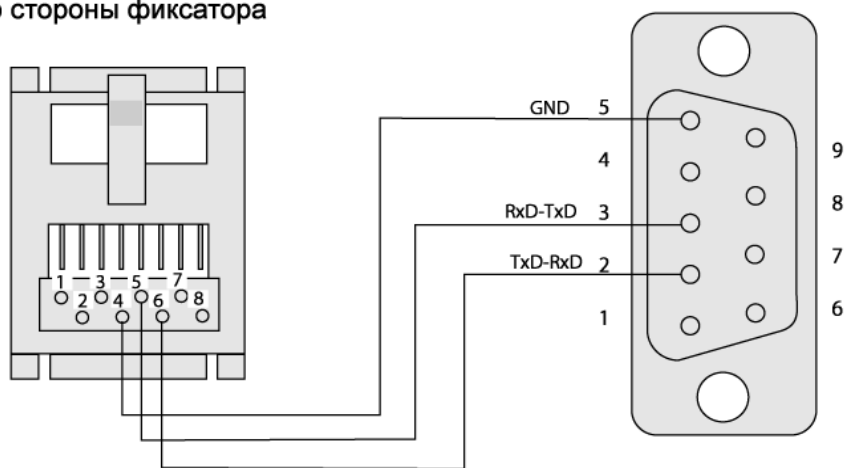 стороны фиксатора
GND 5
4
9
8
RxD-TxD 3
7
TxD-RxD 2
6
1
1 3 5 7
2 4 6 8